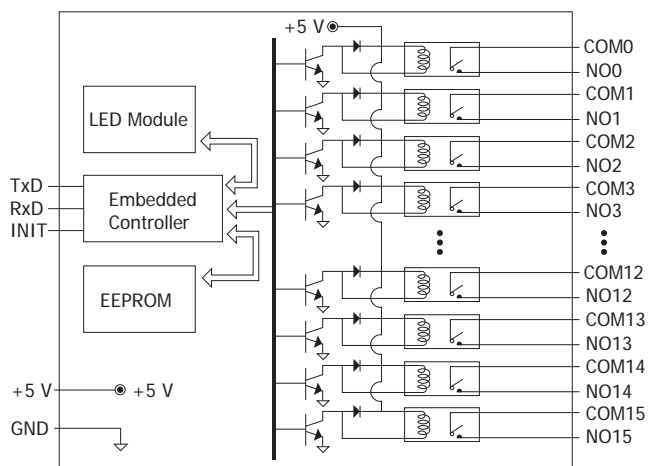 +5 V
COM0
NO0
COM1
NO1
COM2
NO2
COM3
NO3
COM12
NO12
COM13
NO13
COM14
NO14
COM15
NO15
LED Module
TxD
RxD
INIT
Embedded
Controller
EEPROM
+5 V
+5 V
GND